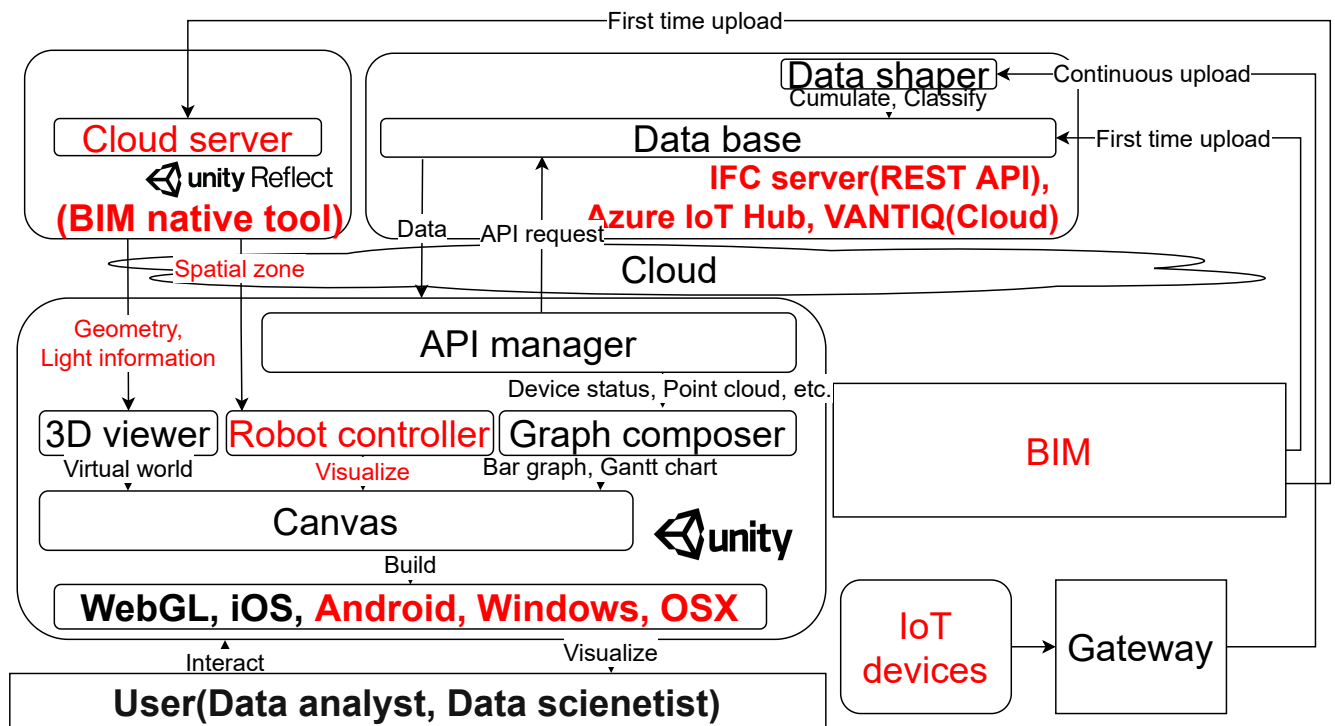 First time upload
Data shaper
Continuous upload
Cumulate, Classify
Cloud server
Data base
First time upload
unity Reflect
(BIM native tool)
IFC server(REST API),
Azure IoT Hub, VANTIQ(Cloud)
Data
API request
Spatial zone
Cloud
Geometry,
Light information
API manager
Device status, Point cloud, etc.
3D viewer
Robot controller
Graph composer
BIM
Virtual world
Visualize
Bar graph, Gantt chart
Canvas
unity
Build
WebGL, iOS, Android, Windows, OSX
IoT
devices
Gateway
Interact
Visualize
User(Data analyst, Data scienetist)